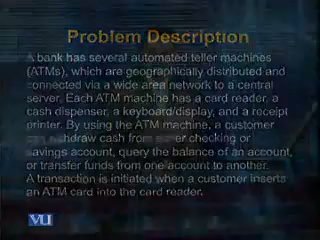 Problem Description
A bank has several automated teller machines
(ATMs), which are geographically distributed and
connected via a wide area network to a central
server. Each ATM machine has a card reader, a
cash dispenser, a keyboard/display, and a receipt
printer. By using the ATM machine, a customer
can withdraw cash from checking or
savings account, query the balance of an account,
or transfer funds from one account to another.
A transaction is initiated when a customer inserts
an ATM card into the card reader.
VU